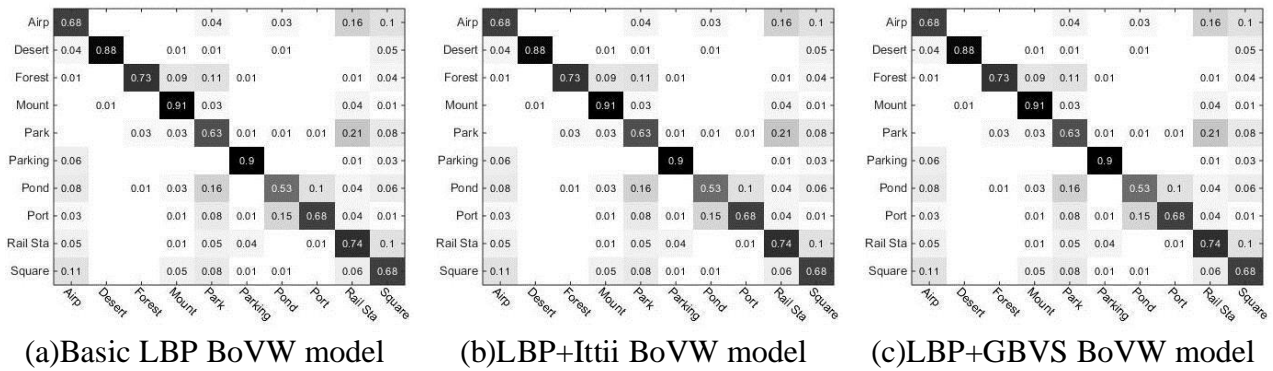 Airp 0.68 0.04 0.03 0.16 0.1
Desert 0.04 0.88 0.01 0.01 0.01 0.05
Forest 0.01 0.73 0.09 0.11 0.01 0.01 0.04
Mount 0.01 0.91 0.03 0.04 0.01
Park 0.03 0.03 0.63 0.01 0.01 0.01 0.21 0.08
Parking 0.06 0.9 0.01 0.03
Pond 0.08 0.01 0.03 0.16 0.53 0.1 0.04 0.06
Port 0.03 0.01 0.08 0.01 0.15 0.68 0.04 0.01
Rail Sta 0.05 0.01 0.05 0.04 0.01 0.74 0.1
Square 0.11 0.05 0.08 0.01 0.01 0.06 0.68
Airp Desert Forest Mount Park Parking Pond Port Rail Sta Square
(a)Basic LBP BoVW model
Airp 0.68 0.04 0.03 0.16 0.1
Desert 0.04 0.88 0.01 0.01 0.01 0.05
Forest 0.01 0.73 0.09 0.11 0.01 0.01 0.04
Mount 0.01 0.91 0.03 0.04 0.01
Park 0.03 0.03 0.63 0.01 0.01 0.01 0.21 0.08
Parking 0.06 0.9 0.01 0.03
Pond 0.08 0.01 0.03 0.16 0.53 0.1 0.04 0.06
Port 0.03 0.01 0.08 0.01 0.15 0.68 0.04 0.01
Rail Sta 0.05 0.01 0.05 0.04 0.01 0.74 0.1
Square 0.11 0.05 0.08 0.01 0.01 0.06 0.68
Airp Desert Forest Mount Park Parking Pond Port Rail Sta Square
(b)LBP+Ittii BoVW model
Airp 0.68 0.04 0.03 0.16 0.1
Desert 0.04 0.88 0.01 0.01 0.01 0.05
Forest 0.01 0.73 0.09 0.11 0.01 0.01 0.04
Mount 0.01 0.91 0.03 0.04 0.01
Park 0.03 0.03 0.63 0.01 0.01 0.01 0.21 0.08
Parking 0.06 0.9 0.01 0.03
Pond 0.08 0.01 0.03 0.16 0.53 0.1 0.04 0.06
Port 0.03 0.01 0.08 0.01 0.15 0.68 0.04 0.01
Rail Sta 0.05 0.01 0.05 0.04 0.01 0.74 0.1
Square 0.11 0.05 0.08 0.01 0.01 0.06 0.68
Airp Desert Forest Mount Park Parking Pond Port Rail Sta Square
(c)LBP+GBVS BoVW model